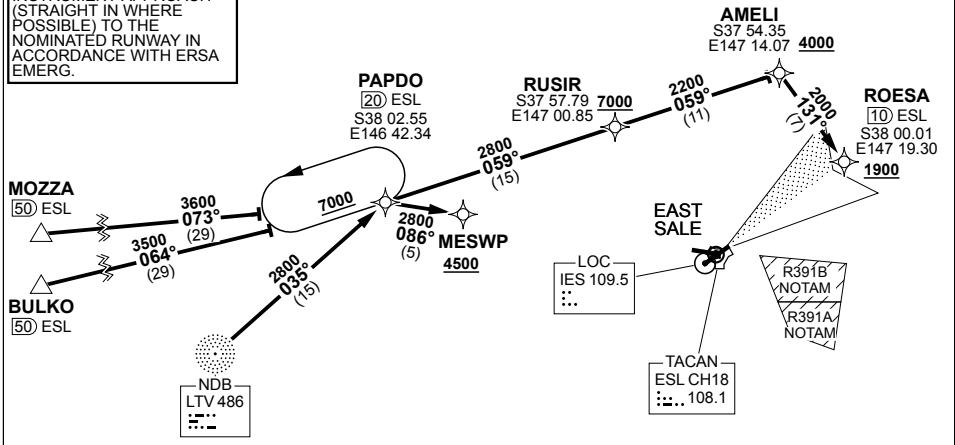 INSTRUMENT APPROACH
(STRAIGHT IN WHERE
POSSIBLE) TO THE
NOMINATED RUNWAY IN
ACCORDANCE WITH ERSA
EMERG.
AMELI
S37 54.35
E147 14.07
4000
PAPDO
20 ESL
S38 02.55
E146 42.34
RUSIR
S37 57.79
E147 00.85
7000
2200
059°
(11)
2000
131°
(7)
ROESA
10 ESL
S38 00.01
E147 19.30
1900
2800
059°
(15)
MOZZA
50 ESL
3600
073°
(29)
7000
2800
086°
(5)
MESWP
4500
3500
064°
(29)
BULKO
50 ESL
2800
035°
(15)
EAST
SALE
LOC
IES 109.5
R391B
NOTAM
R391A
NOTAM
NDB
LTV 486
TACAN
ESL CH18
108.1